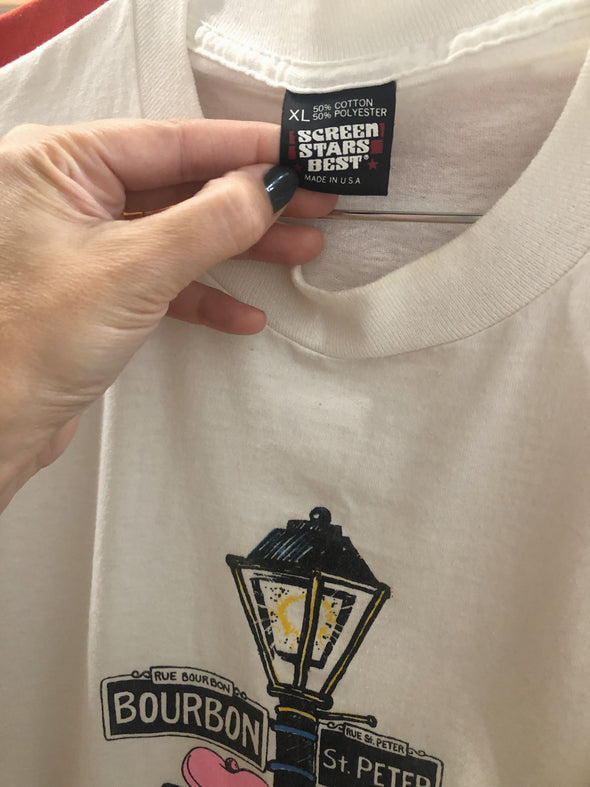 XL 50% COTTON
50% POLYESTER
SCREEN
STARS
BEST®
MADE IN U.S.A
RUE BOURBON
BOURBON
RUE St. PETER
St. PETER